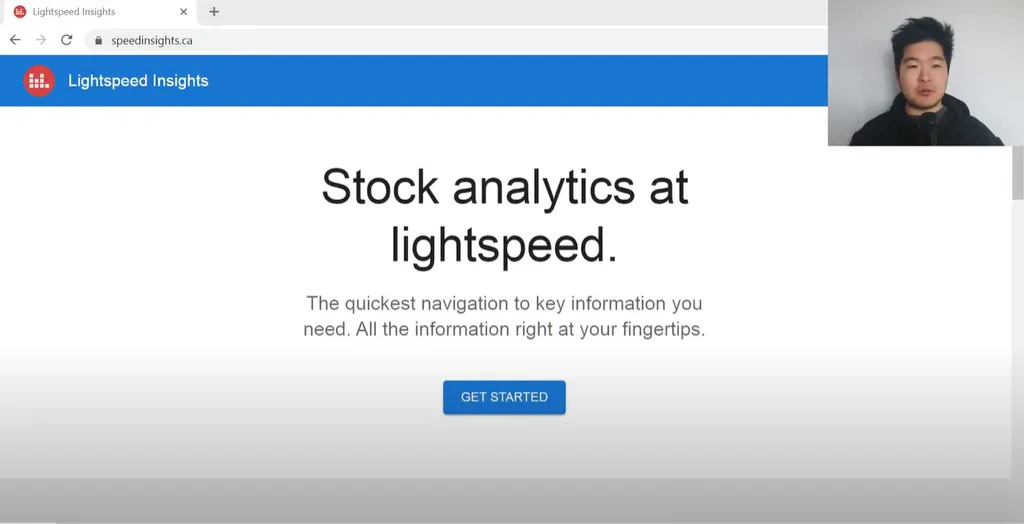 Lightspeed Insights
speedinsights.ca
Lightspeed Insights
Stock analytics at
lightspeed.
The quickest navigation to key information you
need. All the information right at your fingertips.
GET STARTED